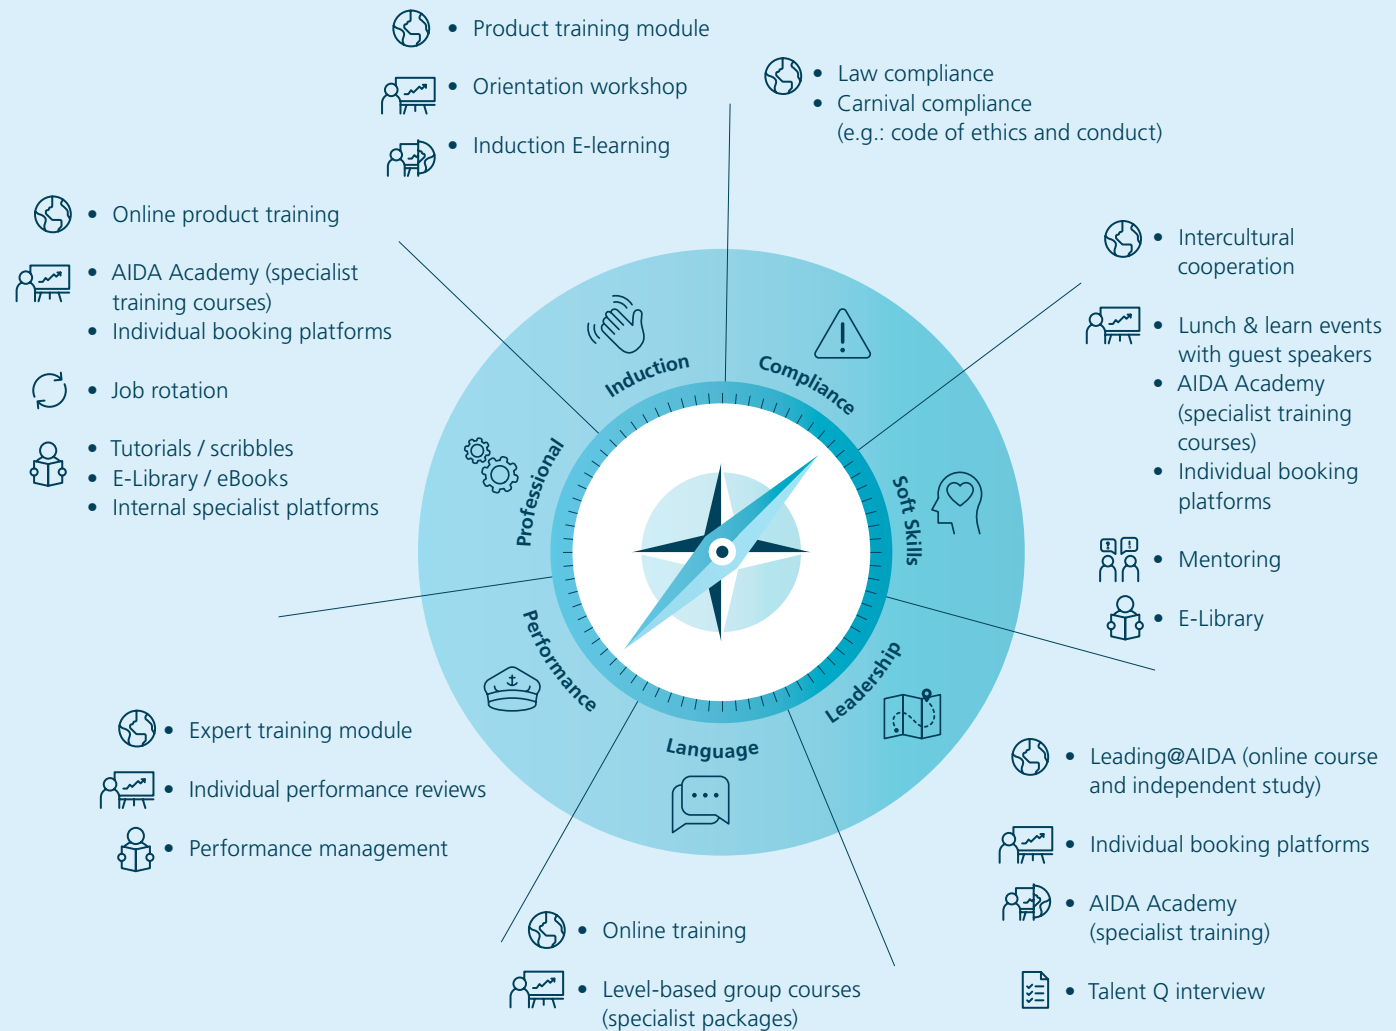 • Product training module
• Orientation workshop
• Induction E-learning
• Law compliance
• Carnival compliance
(e.g.: code of ethics and conduct)
• Online product training
• AIDA Academy (specialist
training courses)
• Individual booking platforms
• Job rotation
• Tutorials / scribbles
• E-Library / eBooks
• Internal specialist platforms
• Intercultural
cooperation
• Lunch & learn events
with guest speakers
• AIDA Academy
(specialist training
courses)
• Individual booking
platforms
• Mentoring
• E-Library
Induction
Compliance
Professional
Soft Skills
Performance
Leadership
Language
• Expert training module
• Individual performance reviews
• Performance management
• Online training
• Level-based group courses
(specialist packages)
• Leading@AIDA (online course
and independent study)
• Individual booking platforms
• AIDA Academy
(specialist training)
• Talent Q interview